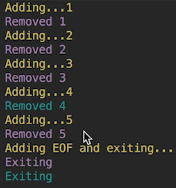 Adding...1
Removed 1
Adding...2
Removed 2
Adding...3
Removed 3
Adding...4
Removed 4
Adding...5
Removed 5
Adding EOF and exiting...
Exiting
Exiting